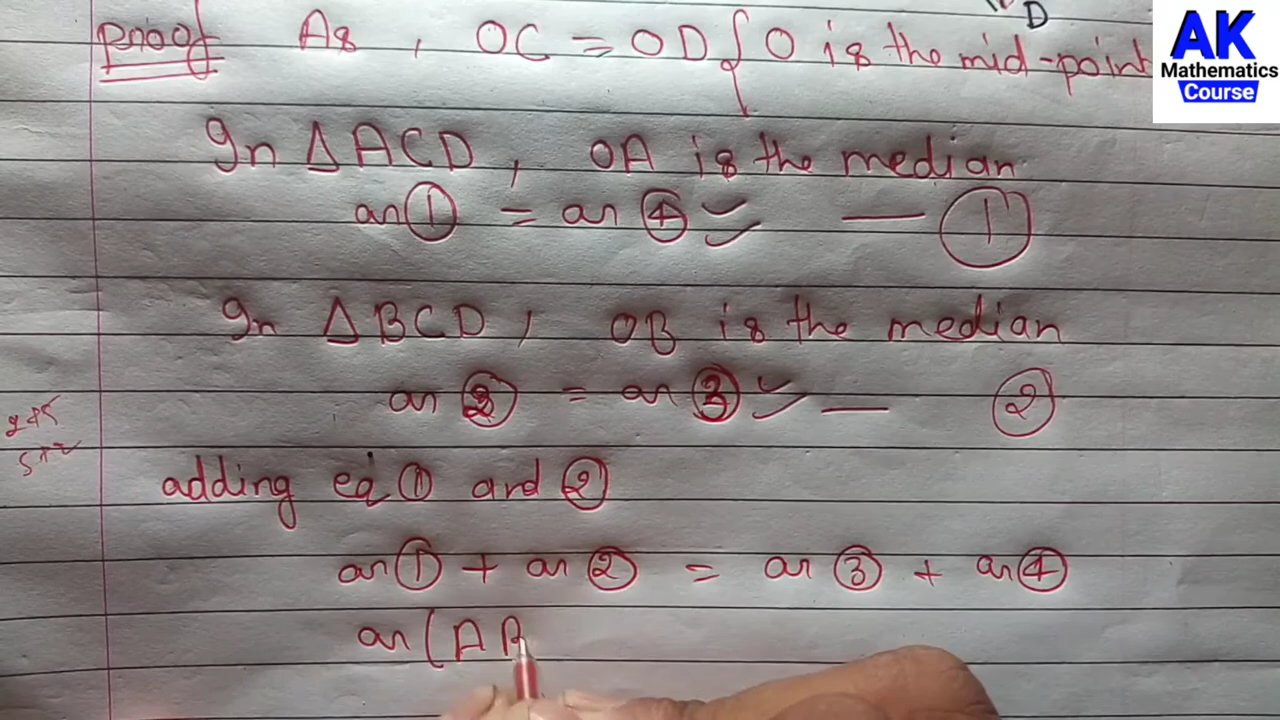 D
AK
Mathematics
Course
proof As, OC = OD { O is the mid-point
In ΔACD, OA is the median
ar ① = ar ④ — ①
In ΔBCD, OB is the median
ar ② = ar ③ — ②
adding eq ① and ②
ar ① + ar ② = ar ③ + ar ④
ar (AB